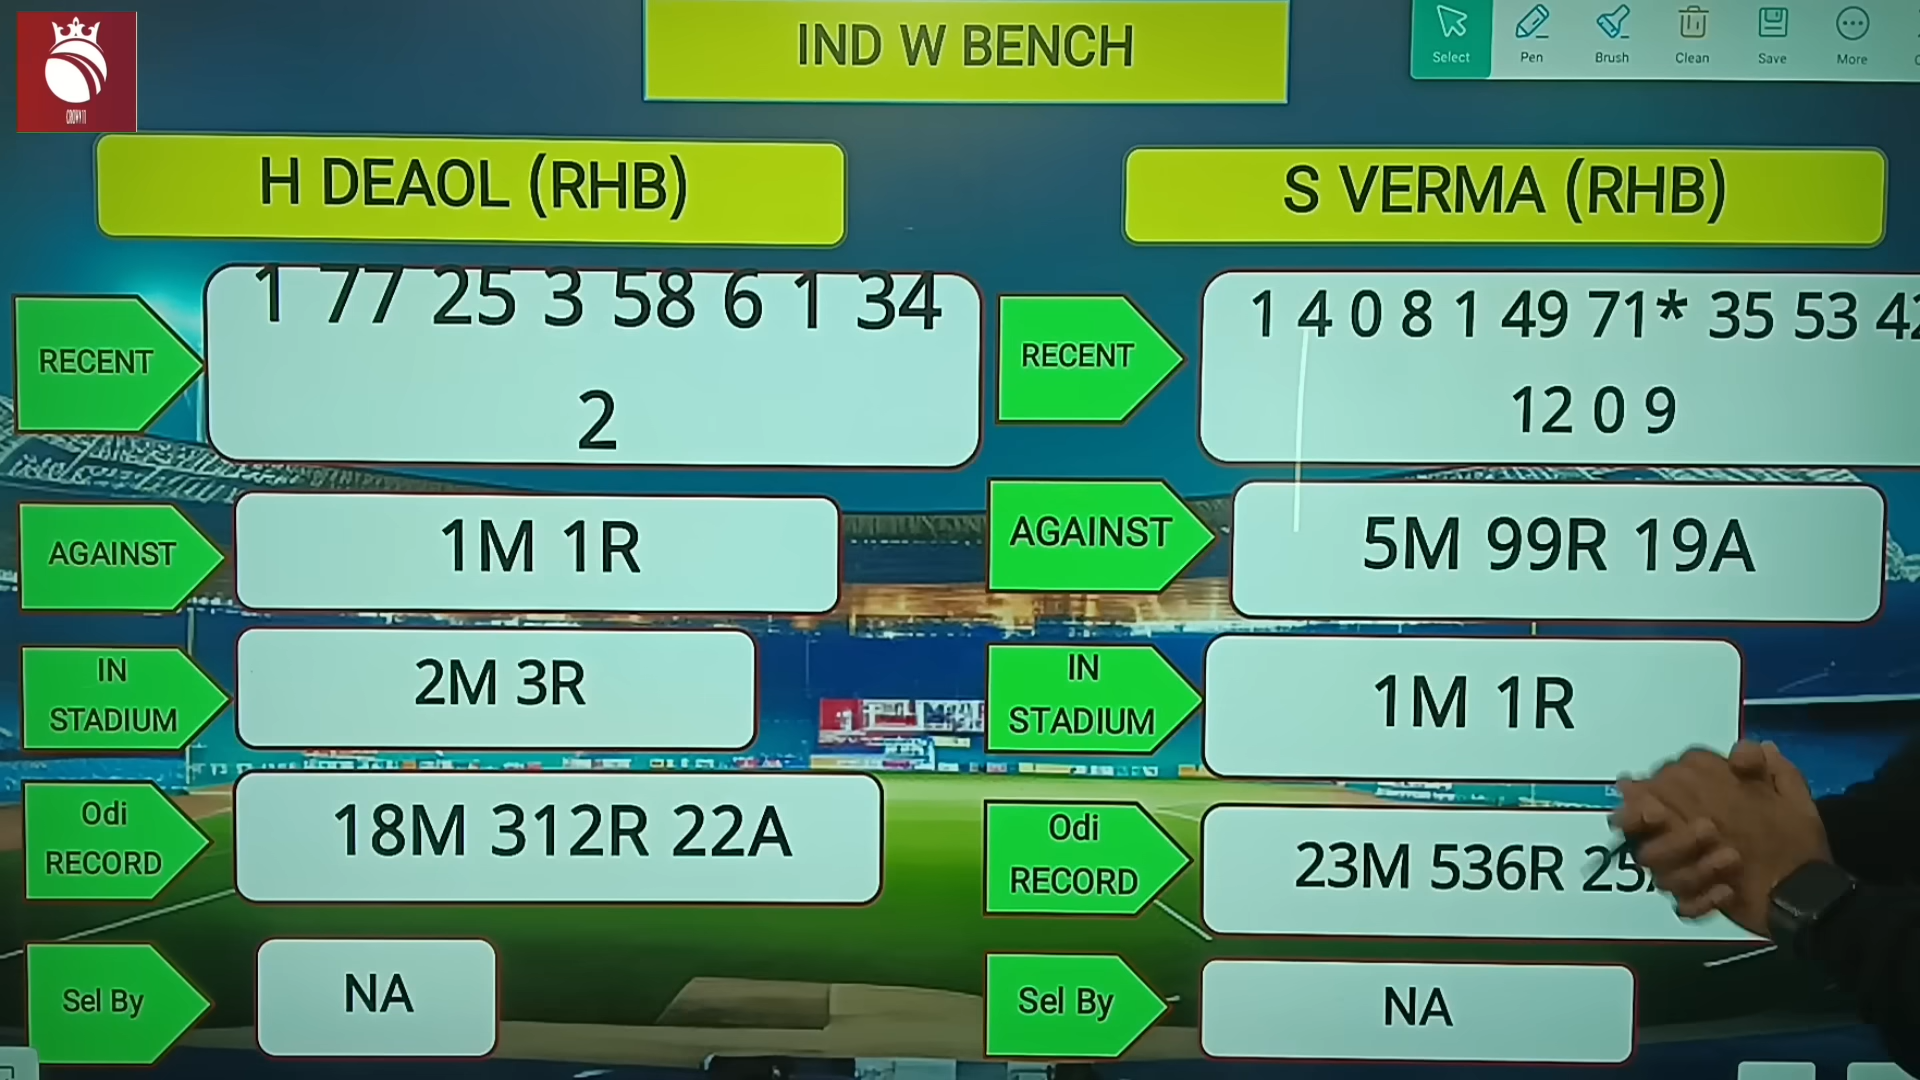 CROWN11
IND W BENCH
Select
Pen
Brush
Clean
Save
More
H DEAOL (RHB)
S VERMA (RHB)
RECENT
1 77 25 3 58 6 1 34
2
RECENT
1 4 0 8 1 49 71* 35 53 42
12 0 9
AGAINST
1M 1R
AGAINST
5M 99R 19A
IN
STADIUM
2M 3R
IN
STADIUM
1M 1R
Odi
RECORD
18M 312R 22A
Odi
RECORD
23M 536R 25
Sel By
NA
Sel By
NA